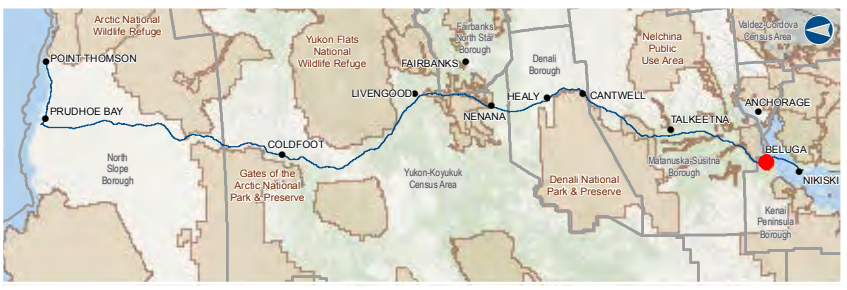 Arctic National
Wildlife Refuge
POINT THOMSON
PRUDHOE BAY
North
Slope
Borough
Yukon Flats
National
Wildlife Refuge
COLDFOOT
Gates of the
Arctic National
Park & Preserve
Fairbanks
North Star
Borough
FAIRBANKS
LIVENGOOD
NENANA
Yukon-Koyukuk
Census Area
Denali
Borough
HEALY
CANTWELL
Denali National
Park & Preserve
Nelchina
Public
Use Area
Valdez-Cordova
Census Area
ANCHORAGE
TALKEETNA
BELUGA
Matanuska-Susitna
Borough
NIKISKI
Kenai
Peninsula
Borough